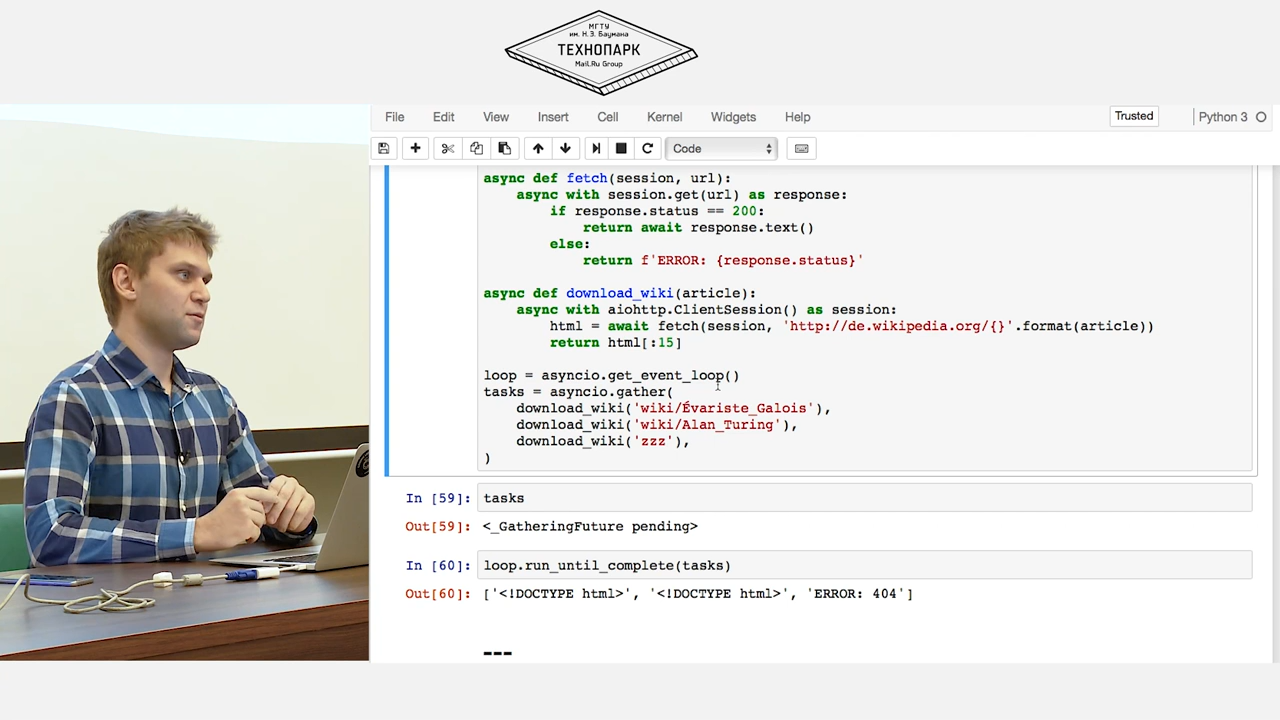 МГТУ
им. Н.Э. Баумана
ТЕХНОПАРК
Mail.Ru Group
File Edit View Insert Cell Kernel Widgets Help Trusted Python 3
Code
async def fetch(session, url):
    async with session.get(url) as response:
        if response.status == 200:
            return await response.text()
        else:
            return f'ERROR: {response.status}'
async def download_wiki(article):
    async with aiohttp.ClientSession() as session:
        html = await fetch(session, 'http://de.wikipedia.org/{}'.format(article))
        return html[:15]
loop = asyncio.get_event_loop()
tasks = asyncio.gather(
    download_wiki('wiki/Évariste_Galois'),
    download_wiki('wiki/Alan_Turing'),
    download_wiki('zzz'),
)
In [59]: tasks
Out[59]: <_GatheringFuture pending>
In [60]: loop.run_until_complete(tasks)
Out[60]: ['<!DOCTYPE html>', '<!DOCTYPE html>', 'ERROR: 404']
---